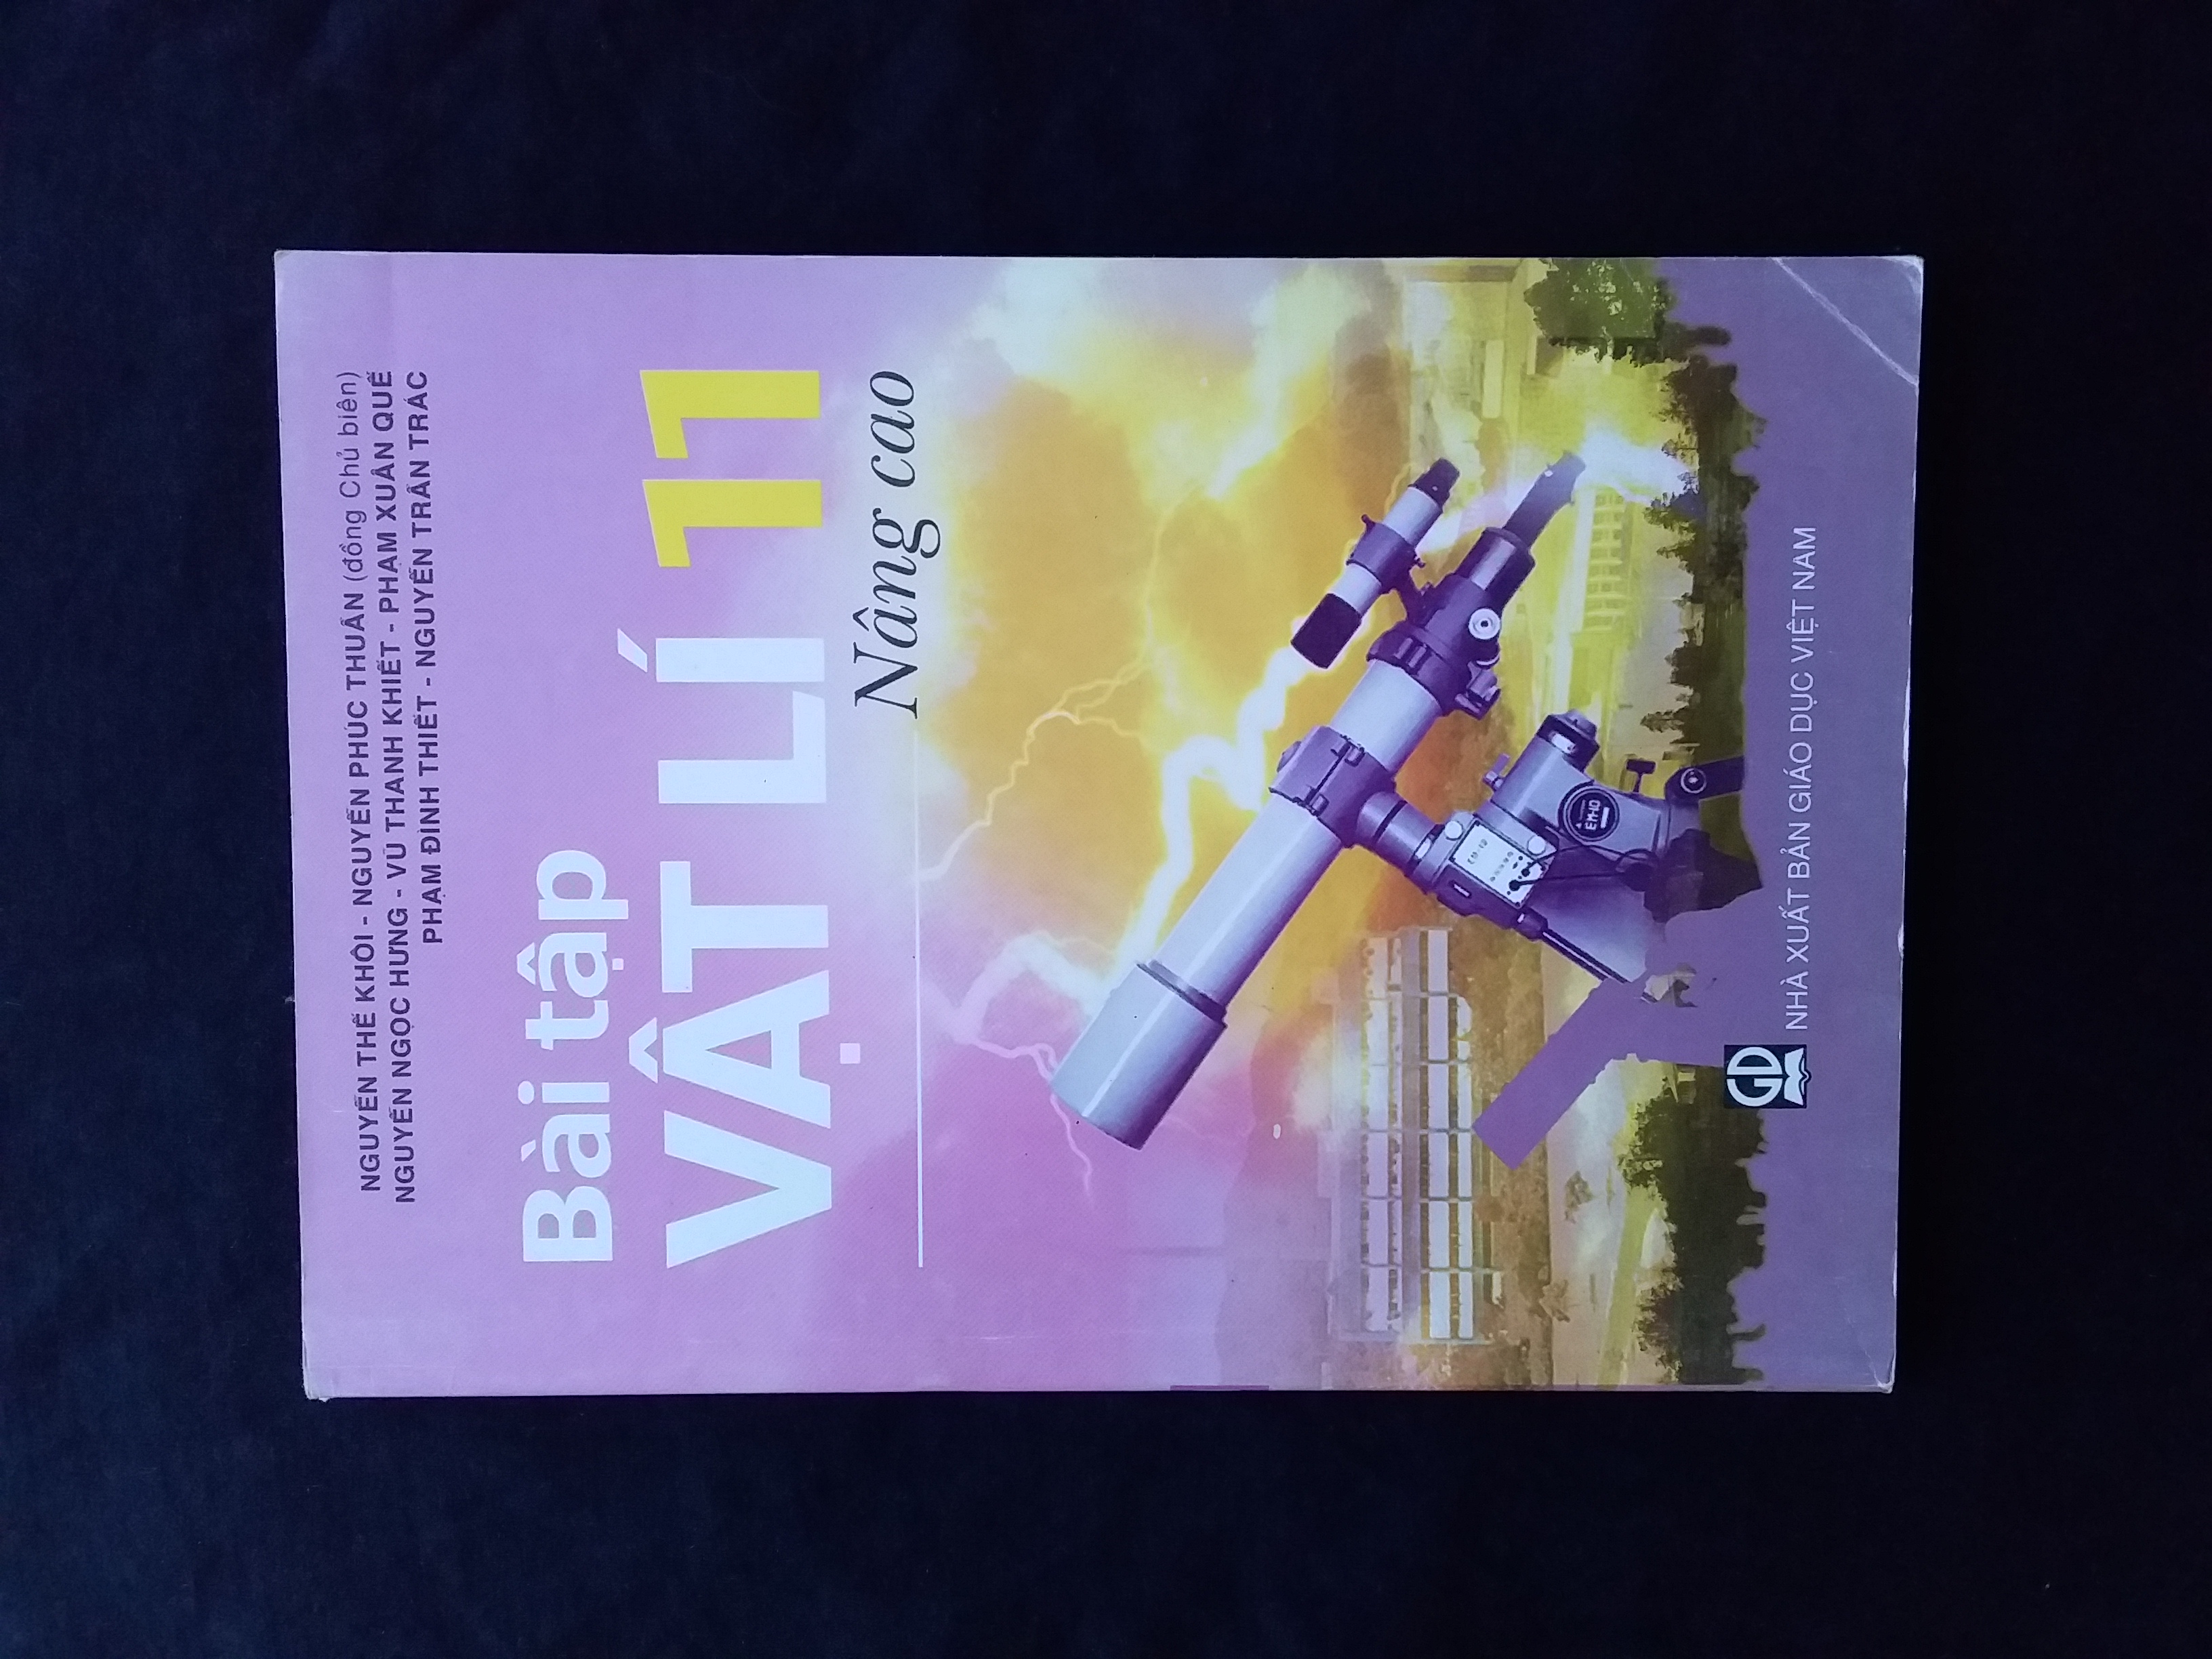 NGUYỄN THẾ KHÔI - NGUYỄN PHÚC THUẦN (đồng Chủ biên)
NGUYỄN NGỌC HƯNG - VŨ THANH KHIẾT - PHẠM XUÂN QUẾ
PHẠM ĐÌNH THIẾT - NGUYỄN TRẦN TRÁC
Bài tập
VẬT LÍ 11
Nâng cao
EM-10
EM-10
GD
NHÀ XUẤT BẢN GIÁO DỤC VIỆT NAM